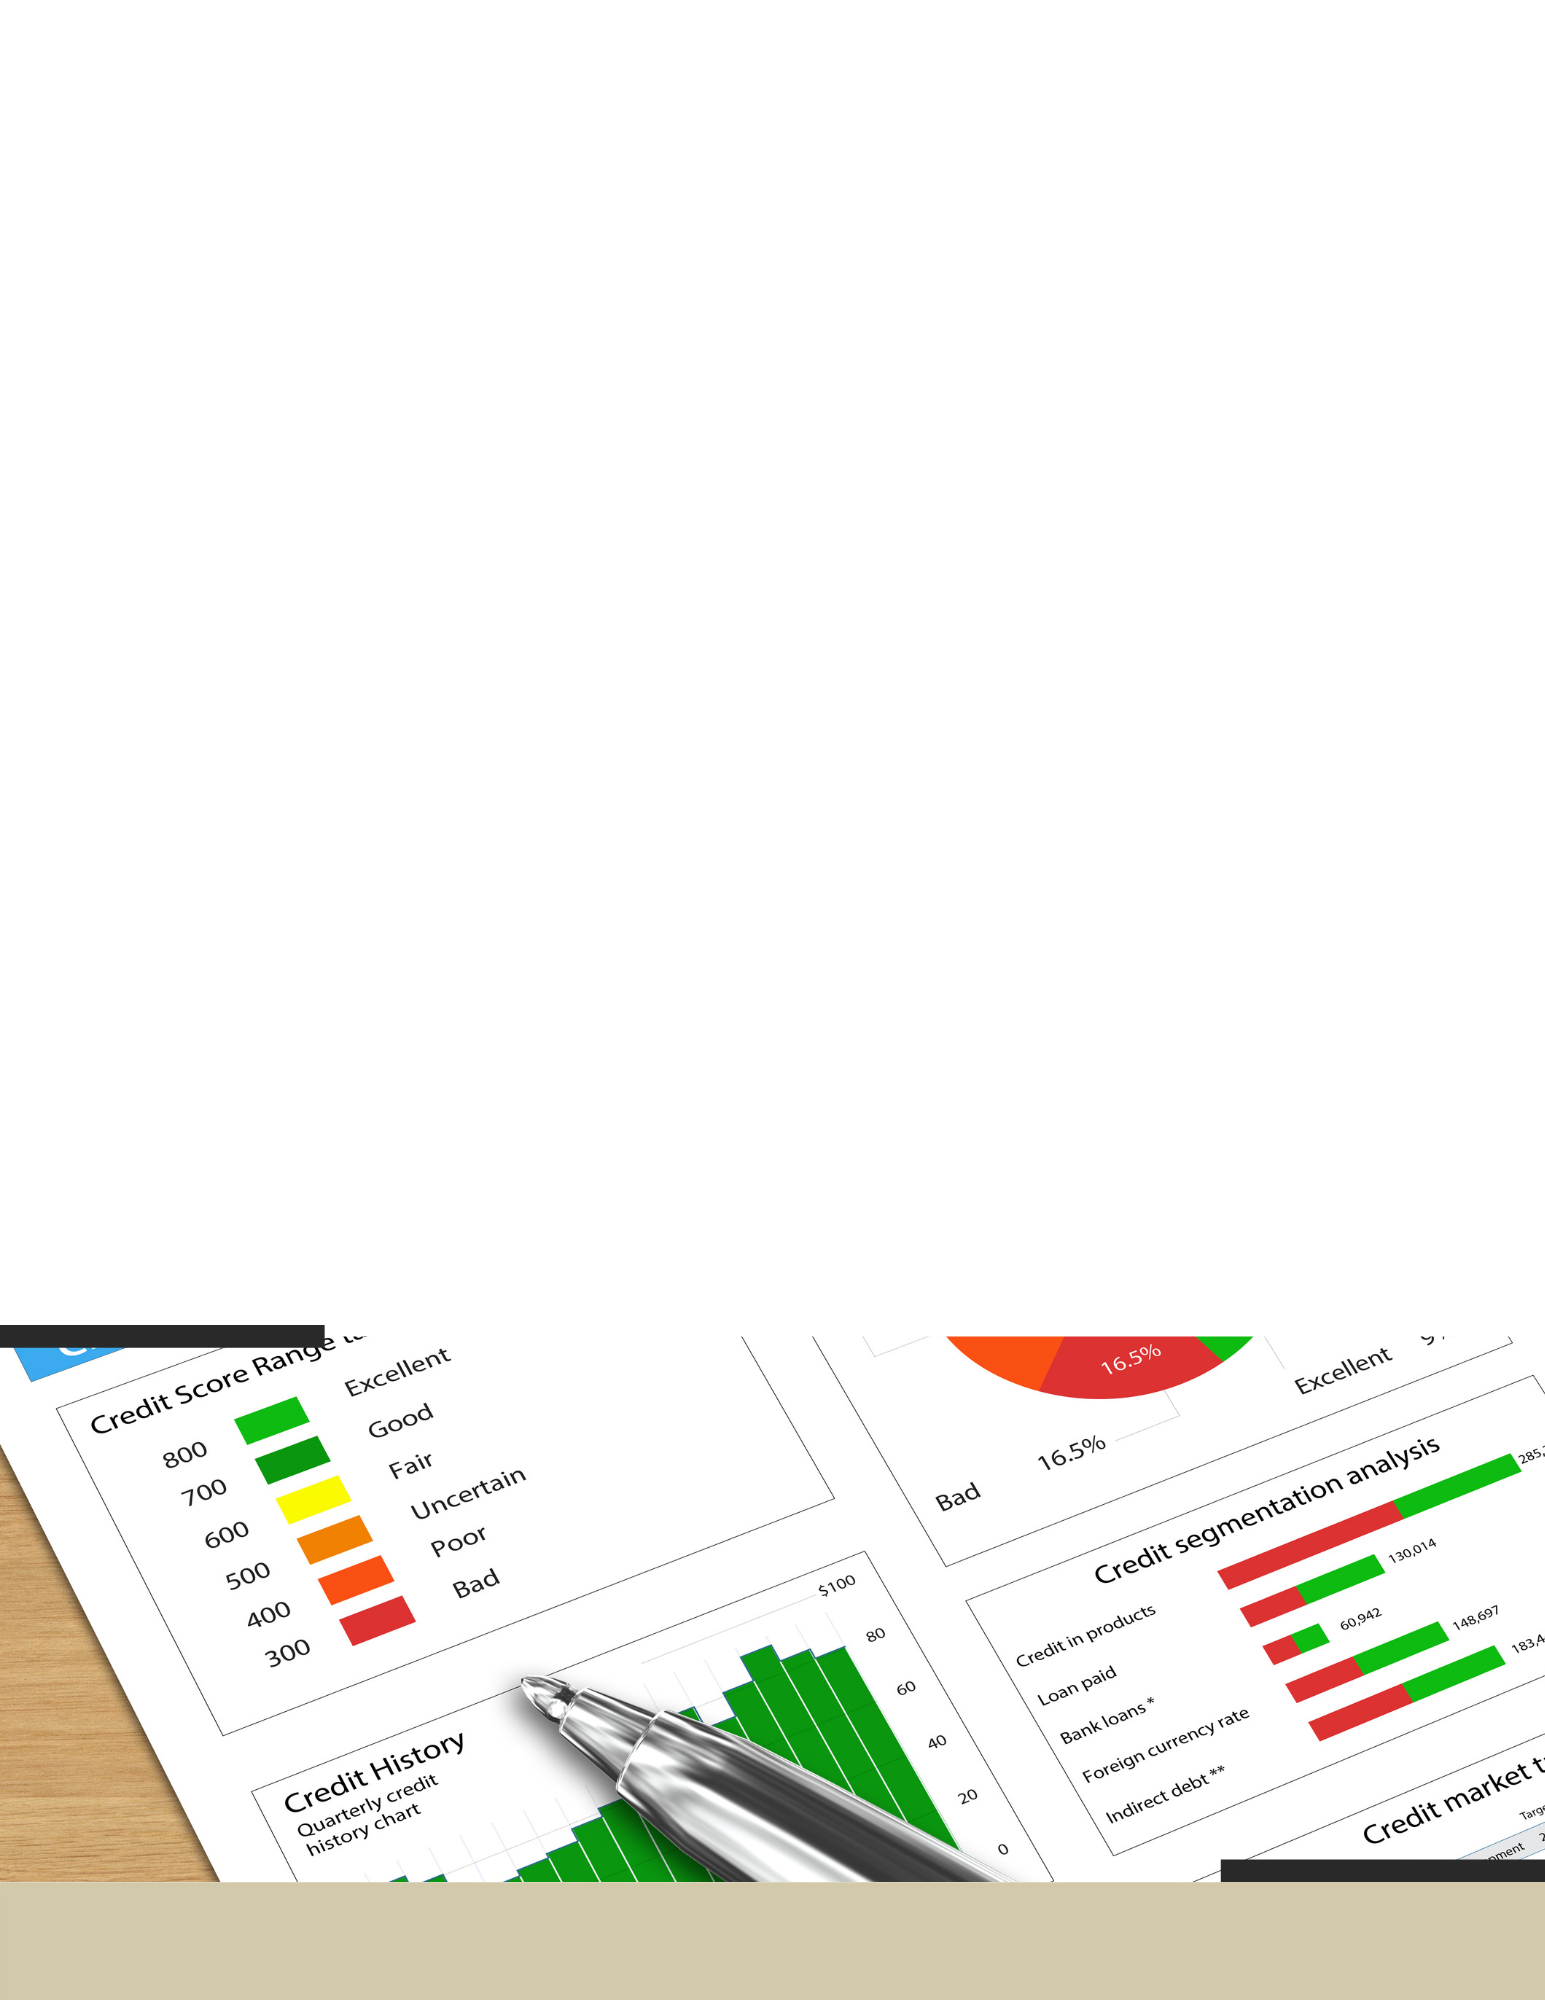 Credit Score Range
800 Excellent
700 Good
600 Fair
500 Uncertain
400 Poor
300 Bad
Credit History
Quarterly credit
history chart
$100
80
60
40
20
0
16.5%
Excellent
Bad 16.5%
Credit segmentation analysis
Credit in products
Loan paid 130,014
Bank loans * 60,942
Foreign currency rate 148,697
Indirect debt **
Credit market